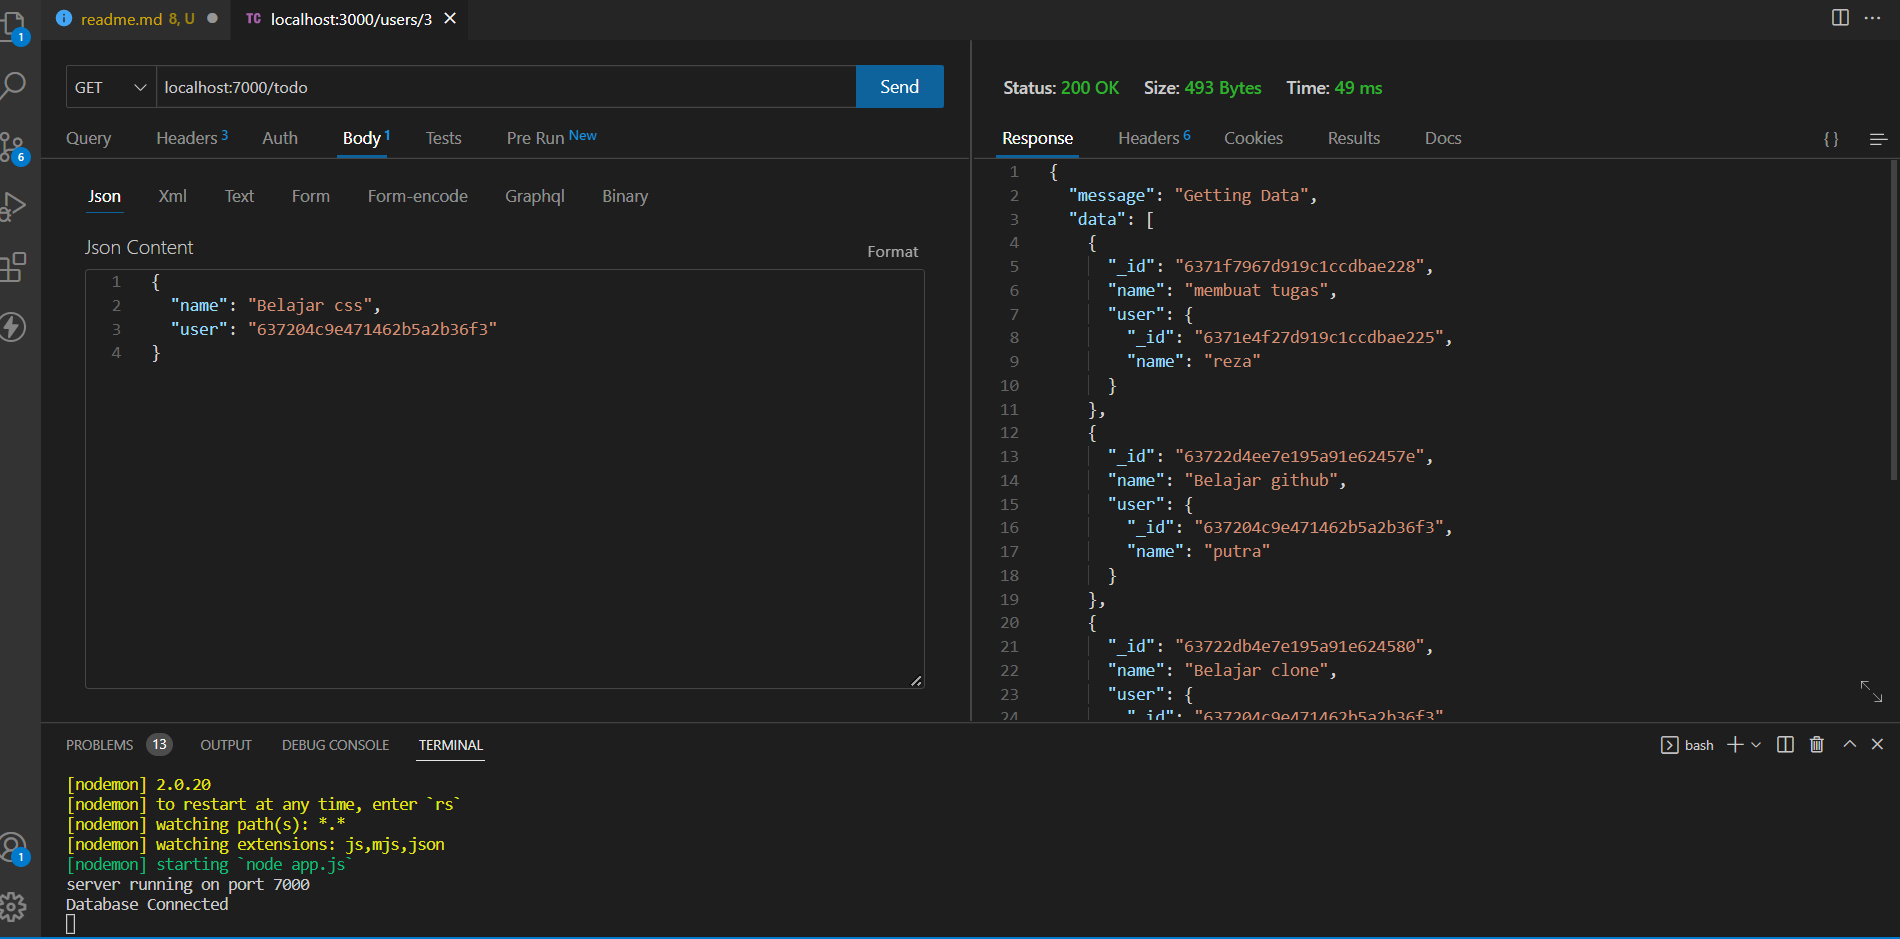 readme.md 8, U
TC localhost:3000/users/3
1
6
1
GET localhost:7000/todo Send
Query Headers 3 Auth Body 1 Tests Pre Run New
Json Xml Text Form Form-encode Graphql Binary
Json Content
Format
1 {
2 "name": "Belajar css",
3 "user": "637204c9e471462b5a2b36f3"
4 }
Status: 200 OK Size: 493 Bytes Time: 49 ms
Response Headers 6 Cookies Results Docs {}
1 {
2 "message": "Getting Data",
3 "data": [
4 {
5 "_id": "6371f7967d919c1ccdbae228",
6 "name": "membuat tugas",
7 "user": {
8 "_id": "6371e4f27d919c1ccdbae225",
9 "name": "reza"
10 }
11 },
12 {
13 "_id": "63722d4ee7e195a91e62457e",
14 "name": "Belajar github",
15 "user": {
16 "_id": "637204c9e471462b5a2b36f3",
17 "name": "putra"
18 }
19 },
20 {
21 "_id": "63722db4e7e195a91e624580",
22 "name": "Belajar clone",
23 "user": {
24 "_id": "637204c9e471462b5a2b36f3"
PROBLEMS 13 OUTPUT DEBUG CONSOLE TERMINAL
bash
[nodemon] 2.0.20
[nodemon] to restart at any time, enter `rs`
[nodemon] watching path(s): *.*
[nodemon] watching extensions: js,mjs,json
[nodemon] starting `node app.js`
server running on port 7000
Database Connected